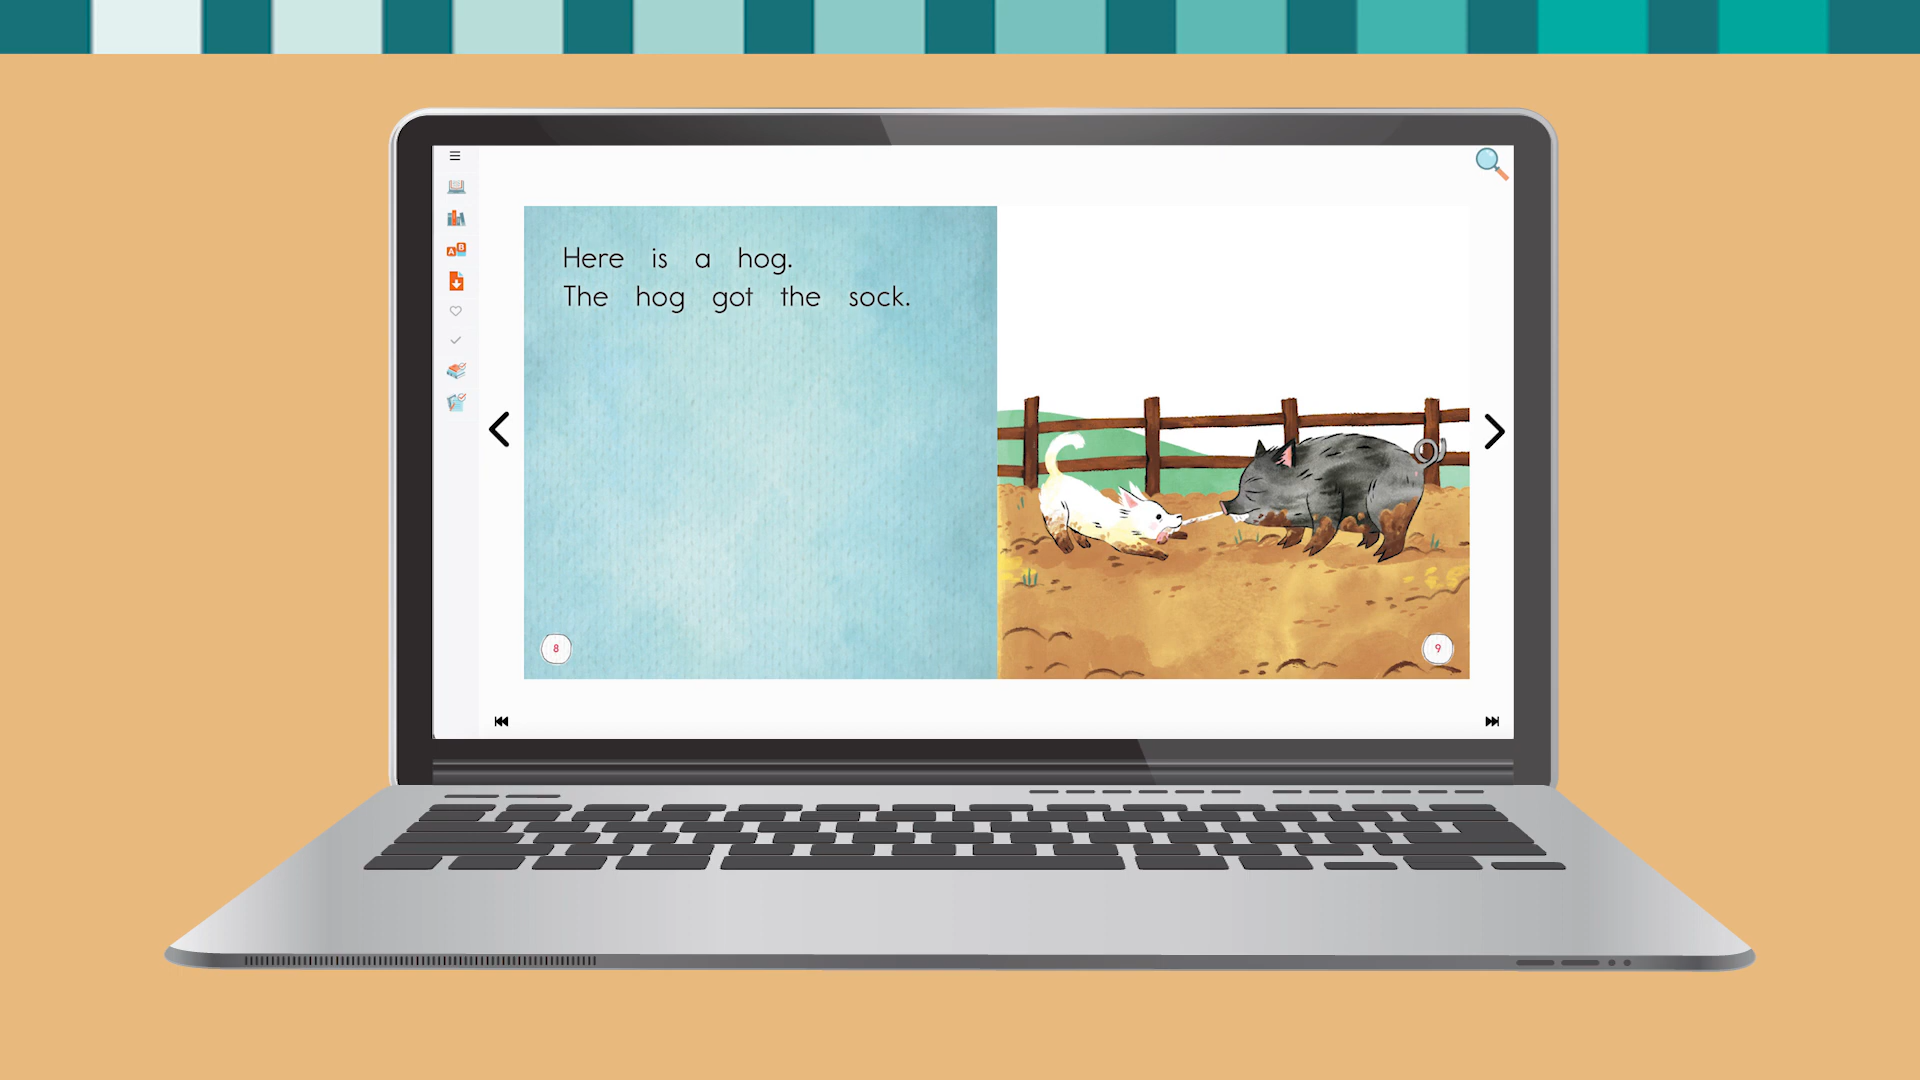 Here is a hog.
The hog got the sock.
8
9
A B